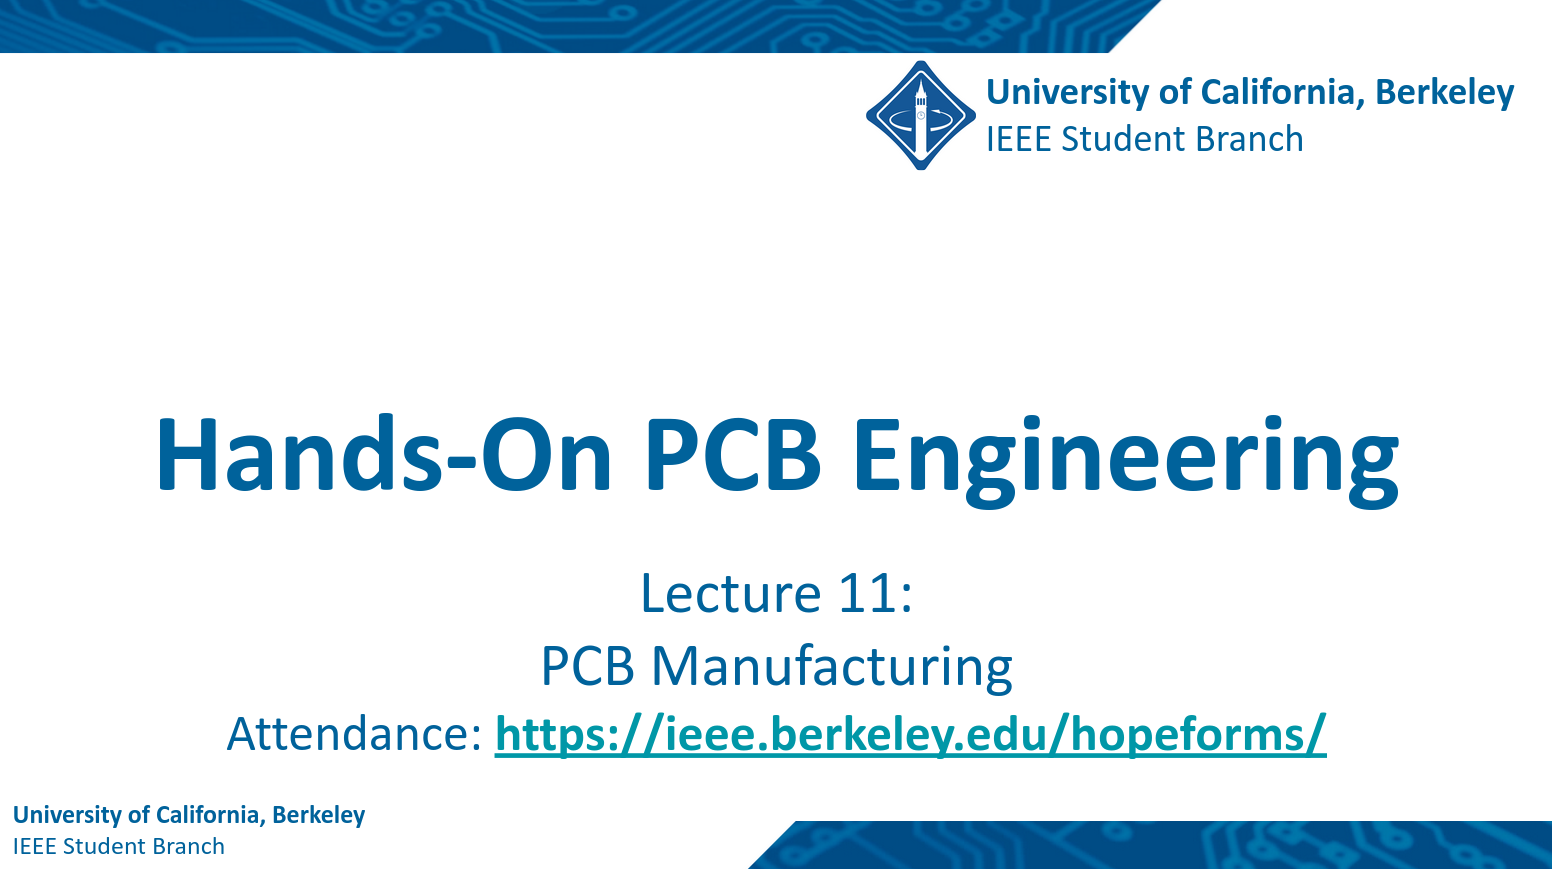 University of California, Berkeley
IEEE Student Branch
Hands-On PCB Engineering
Lecture 11:
PCB Manufacturing
Attendance: https://ieee.berkeley.edu/hopeforms/
University of California, Berkeley
IEEE Student Branch